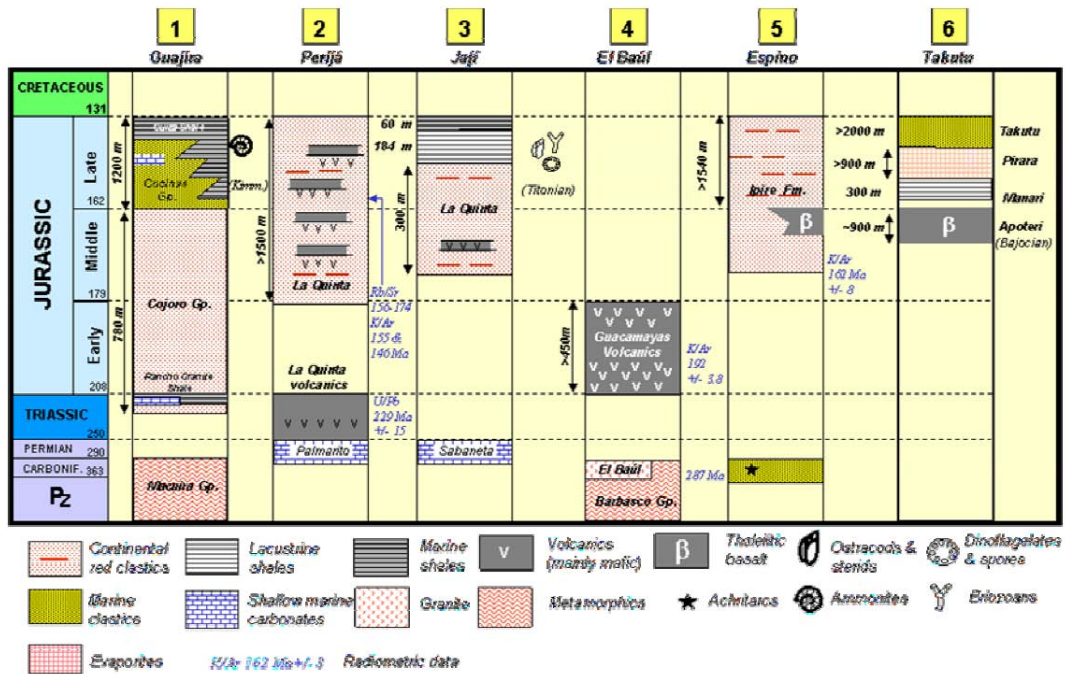 1 2 3 4 5 6
Guajira Perijá Jají El Baúl Espino Takutu
CRETACEOUS
131
JURASSIC
Late
162
Middle
179
Early
208
TRIASSIC
250
PERMIAN 290
CARBONIF. 363
PZ
1200 m
780 m
Cocinas
Gp.
(Kimm.)
Cojoro Gp.
Rancho Grande
Shale
Macuira Gp.
>1500 m
La Quinta
La Quinta
volcanics
Palmarito
Rb/Sr
156-174
K/Ar
155 &
146 Ma
U/Pb
229 Ma
+/- 15
60 m
184 m
300 m
La Quinta
Sabaneta
(Titonian)
>450m
Guacamayas
Volcanics
El Baúl
Barbasco Gp.
K/Ar
192
+/- 3.8
287 Ma
>1540 m
Ipire Fm.
β
K/Ar
162 Ma
+/- 8
>2000 m
>900 m
300 m
~900 m
β
Takutu
Pirara
Manari
Apoteri
(Bajocian)
Continental
red clastics
Lacustrine
shales
Marine
shales
V
Volcanics
(mainly mafic)
β
Tholeiitic
basalt
Ostracods &
Dinoflagelates
& spores
Marine
clastics
Shallow marine
carbonates
Granite
Metamorphics
Achritarcs
Ammonites
Briozoans
Evaporites
K/Ar 162 Ma+/- 8 Radiometric data